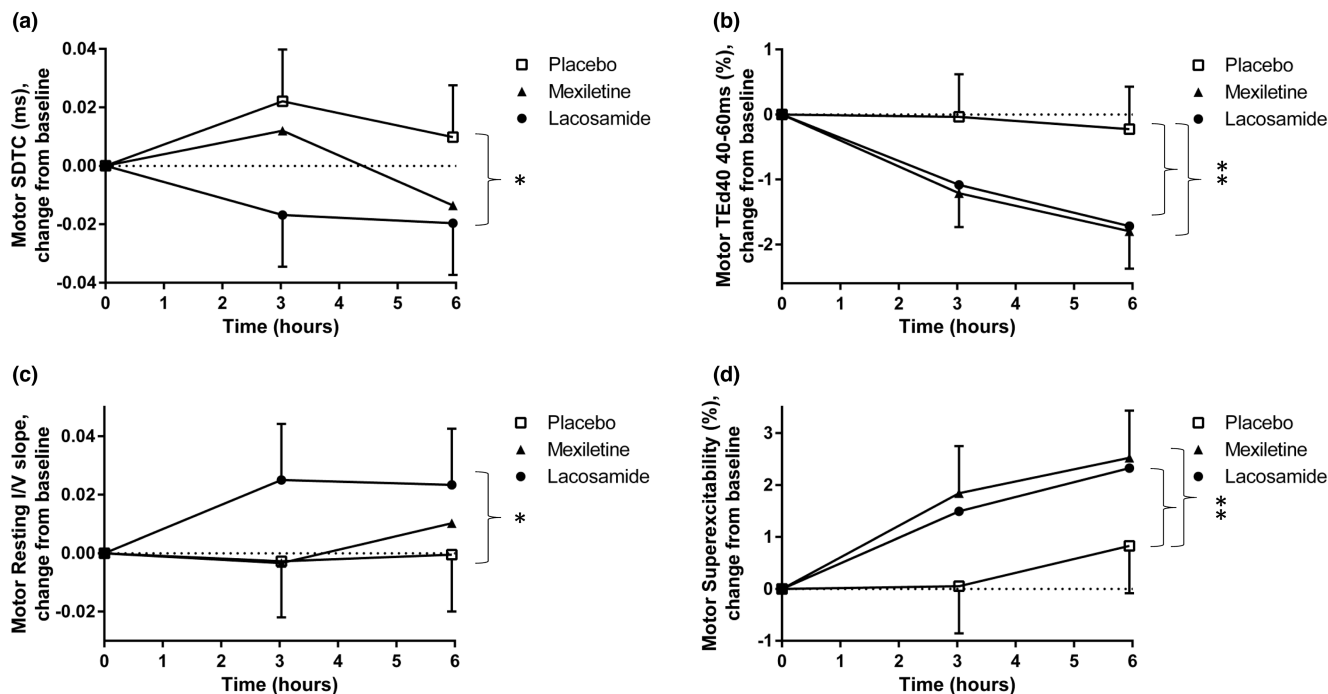 (a)
Motor SDTC (ms),
change from baseline
0.04
0.02
0.00
-0.02
-0.04
0 1 2 3 4 5 6
Time (hours)
Placebo
Mexiletine
Lacosamide
*
(b)
Motor TEd40 40-60ms (%),
change from baseline
1
0
-1
-2
0 1 2 3 4 5 6
Time (hours)
Placebo
Mexiletine
Lacosamide
*
*
(c)
Motor Resting I/V slope,
change from baseline
0.04
0.02
0.00
-0.02
0 1 2 3 4 5 6
Time (hours)
Placebo
Mexiletine
Lacosamide
*
(d)
Motor Superexcitability (%),
change from baseline
3
2
1
0
-1
0 1 2 3 4 5 6
Time (hours)
Placebo
Mexiletine
Lacosamide
*
*